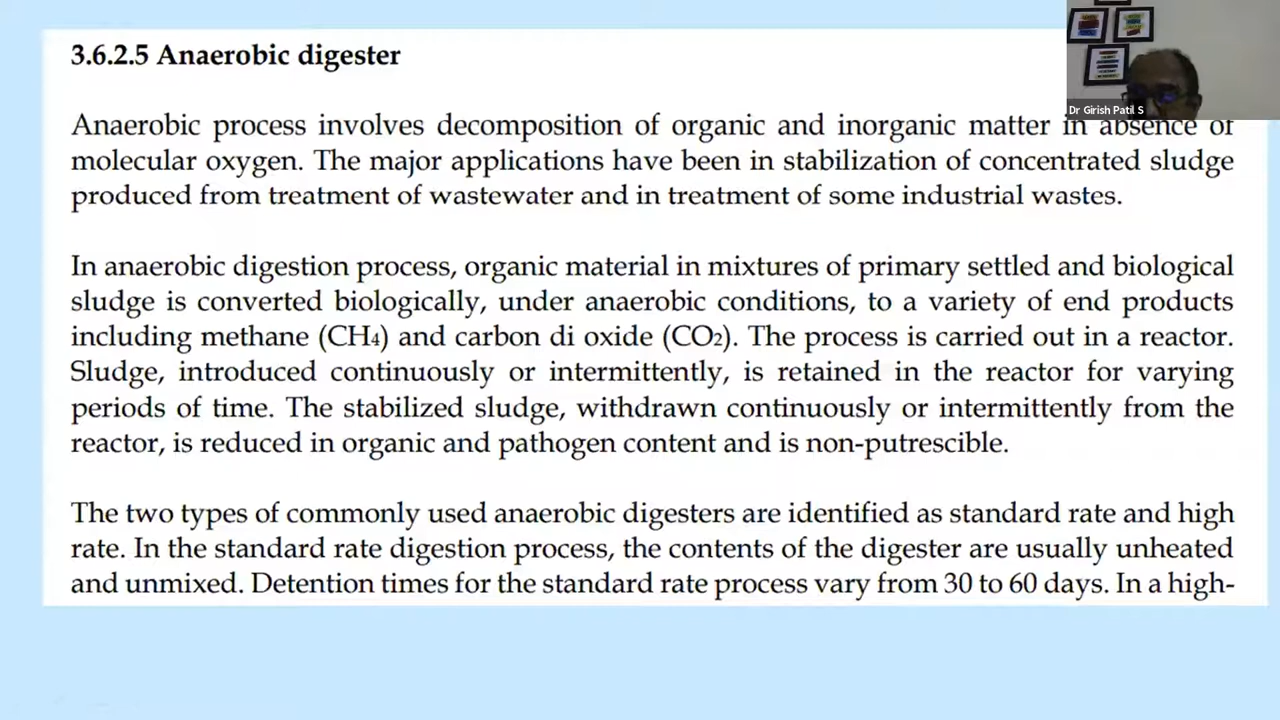 3.6.2.5 Anaerobic digester
Dr Girish Patil S
Anaerobic process involves decomposition of organic and inorganic matter in absence of
molecular oxygen. The major applications have been in stabilization of concentrated sludge
produced from treatment of wastewater and in treatment of some industrial wastes.
In anaerobic digestion process, organic material in mixtures of primary settled and biological
sludge is converted biologically, under anaerobic conditions, to a variety of end products
including methane (CH4) and carbon di oxide (CO2). The process is carried out in a reactor.
Sludge, introduced continuously or intermittently, is retained in the reactor for varying
periods of time. The stabilized sludge, withdrawn continuously or intermittently from the
reactor, is reduced in organic and pathogen content and is non-putrescible.
The two types of commonly used anaerobic digesters are identified as standard rate and high
rate. In the standard rate digestion process, the contents of the digester are usually unheated
and unmixed. Detention times for the standard rate process vary from 30 to 60 days. In a high-